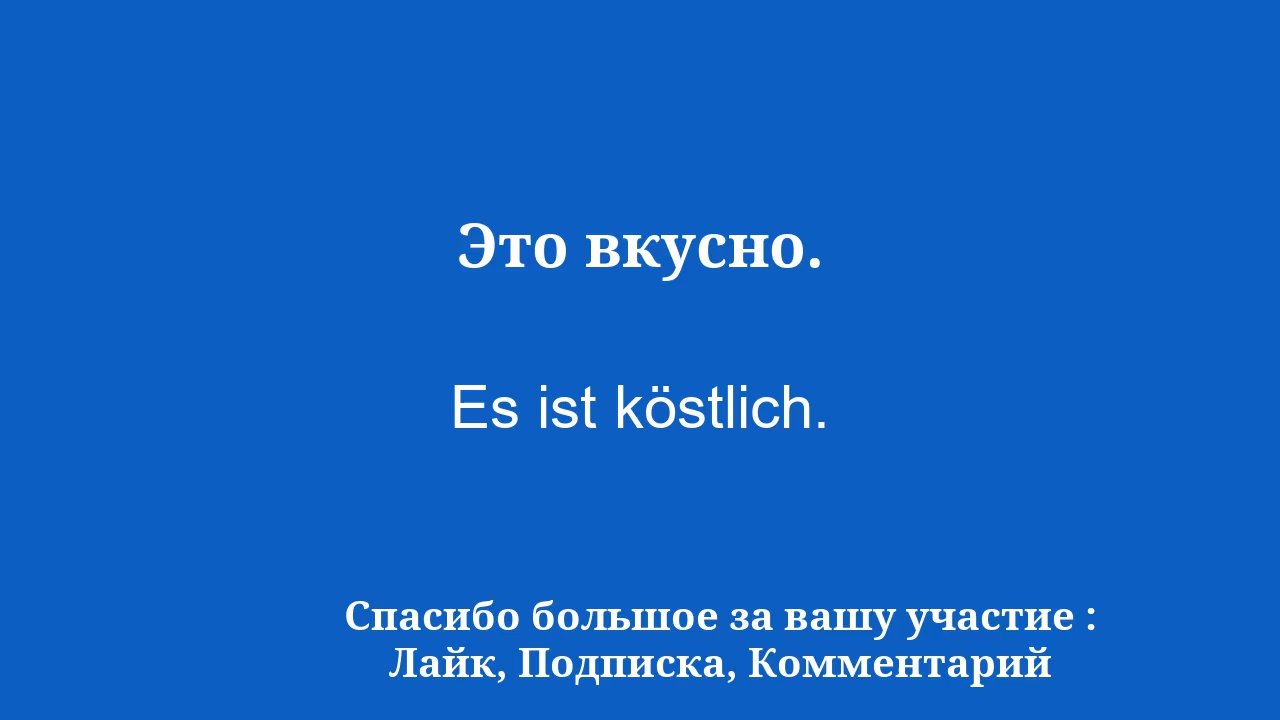 Это вкусно.
Es ist köstlich.
Спасибо большое за вашу участие :
Лайк, Подписка, Комментарий